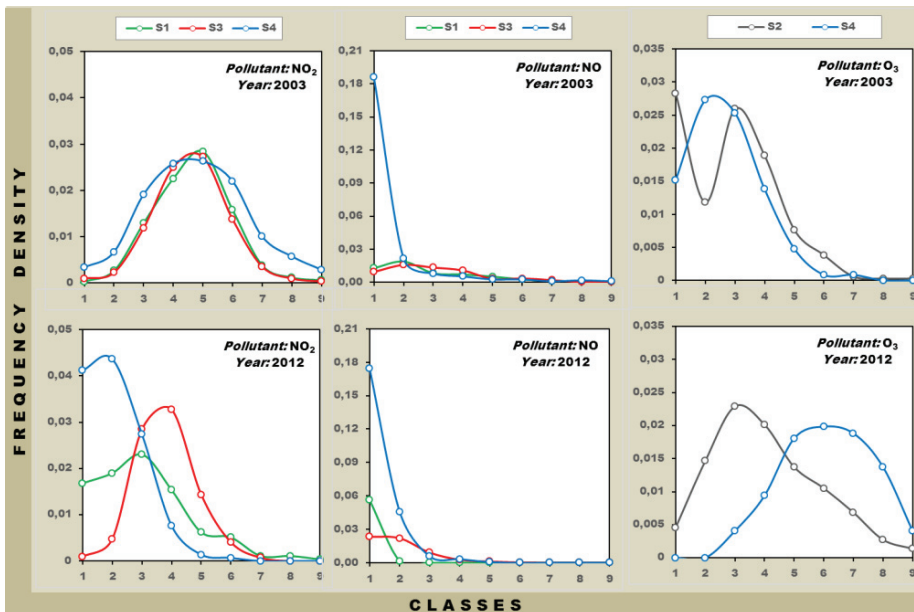 S1 S3 S4
S1 S3 S4
S2 S4
FREQUENCY DENSITY
0,05
0,04
0,03
0,02
0,01
0
Pollutant: NO2
Year: 2003
1 2 3 4 5 6 7 8 9
0,21
0,18
0,15
0,12
0,09
0,06
0,03
0,00
Pollutant: NO
Year: 2003
1 2 3 4 5 6 7 8 9
0,035
0,03
0,025
0,02
0,015
0,01
0,005
0
Pollutant: O3
Year: 2003
1 2 3 4 5 6 7 8 9
0,05
0,04
0,03
0,02
0,01
0
Pollutant: NO2
Year: 2012
1 2 3 4 5 6 7 8 9
0,21
0,18
0,15
0,12
0,09
0,06
0,03
0,00
Pollutant: NO
Year: 2012
1 2 3 4 5 6 7 8 9
0,035
0,03
0,025
0,02
0,015
0,01
0,005
0
Pollutant: O3
Year: 2012
1 2 3 4 5 6 7 8 9
CLASSES